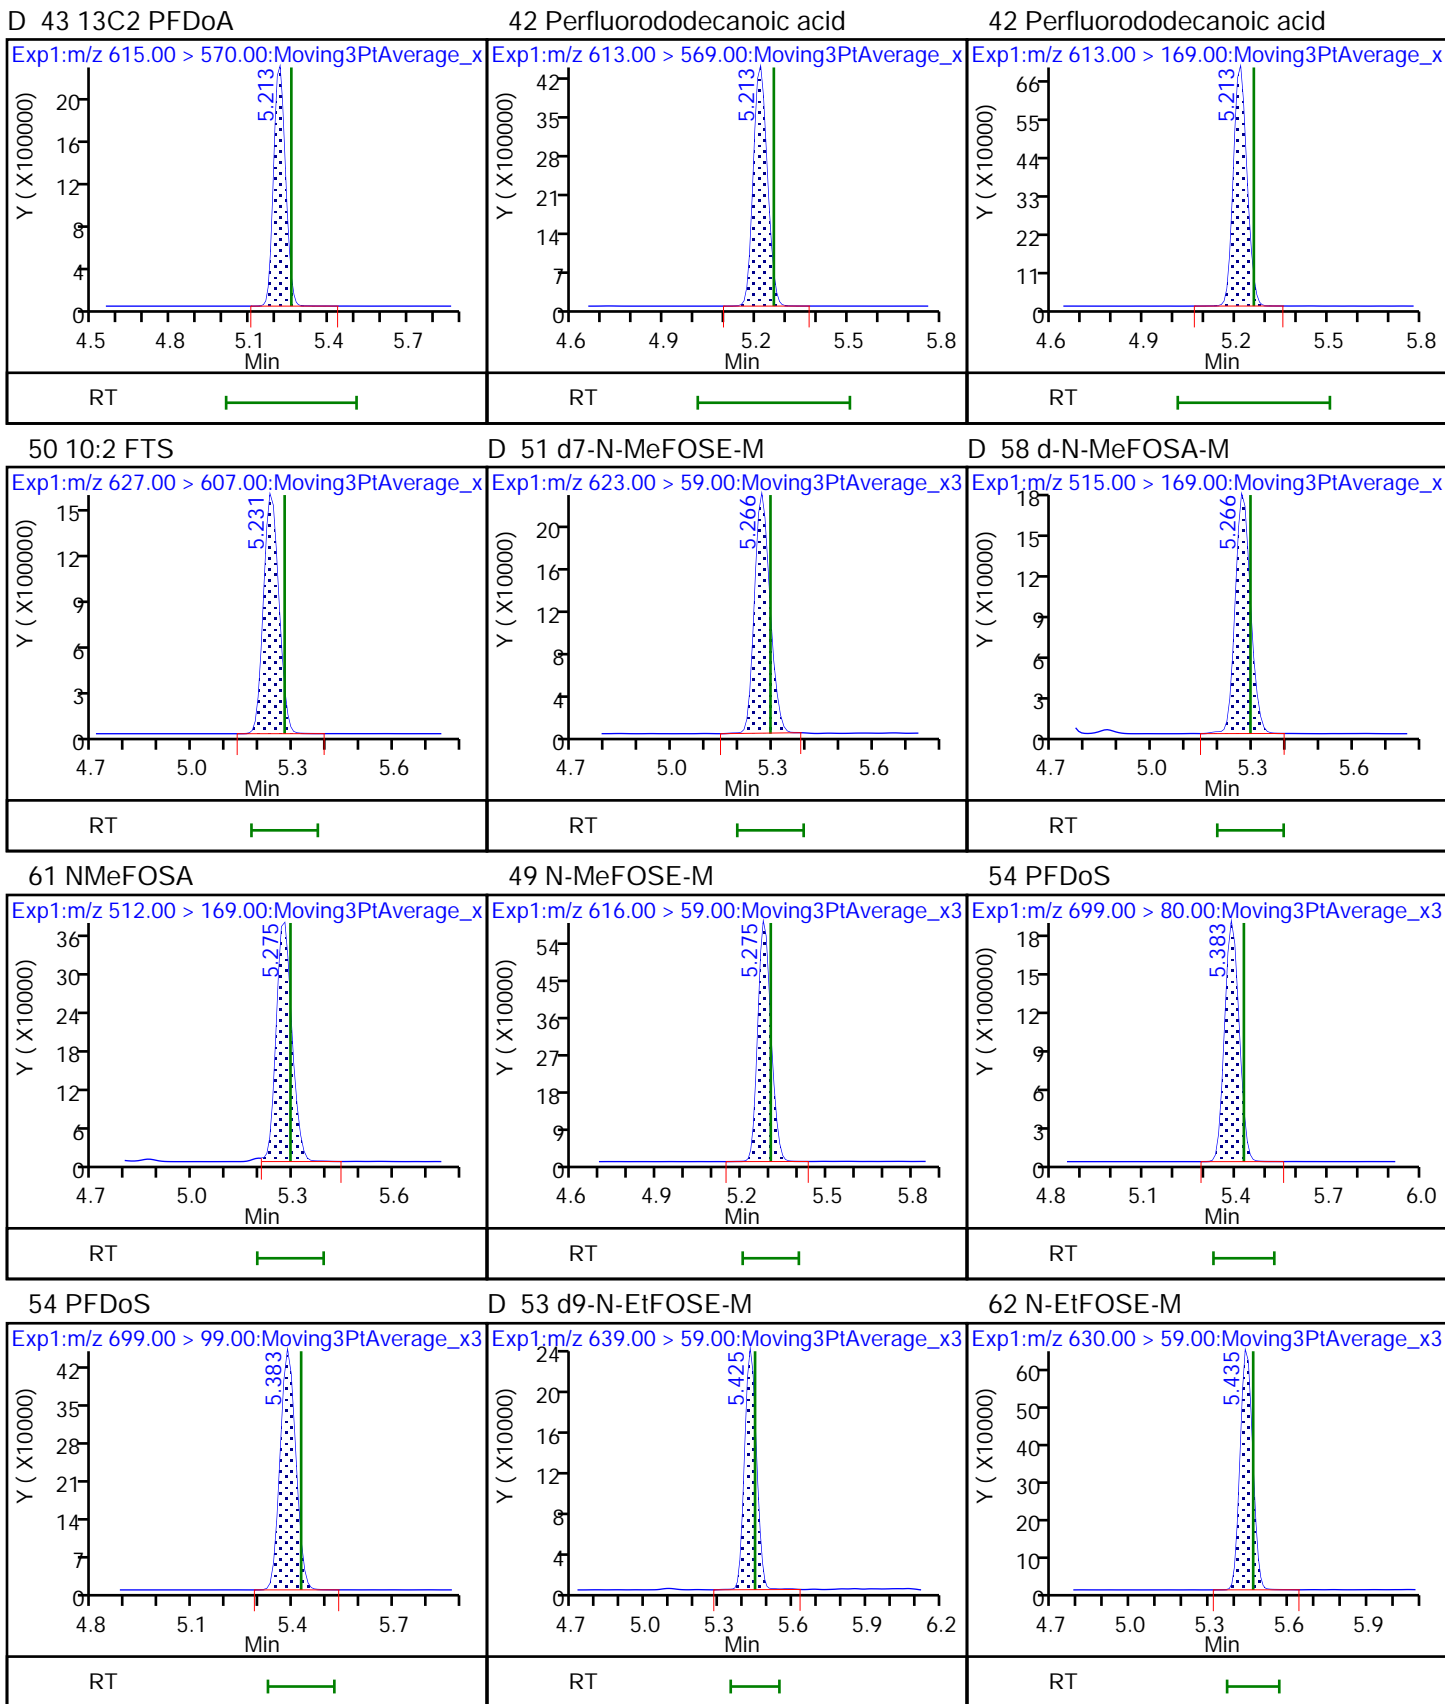 D 43 13C2 PFDoA
Exp1:m/z 615.00 > 570.00:Moving3PtAverage_x
Y ( X100000)
20
16
12
8
4
0
5.213
4.5 4.8 5.1 5.4 5.7
Min
RT
42 Perfluorododecanoic acid
Exp1:m/z 613.00 > 569.00:Moving3PtAverage_x
Y ( X100000)
42
35
28
21
14
7
0
5.213
4.6 4.9 5.2 5.5 5.8
Min
RT
42 Perfluorododecanoic acid
Exp1:m/z 613.00 > 169.00:Moving3PtAverage_x
Y ( X10000)
66
55
44
33
22
11
0
5.213
4.6 4.9 5.2 5.5 5.8
Min
RT
50 10:2 FTS
Exp1:m/z 627.00 > 607.00:Moving3PtAverage_x
Y ( X100000)
15
12
9
6
3
0
5.231
4.7 5.0 5.3 5.6
Min
RT
D 51 d7-N-MeFOSE-M
Exp1:m/z 623.00 > 59.00:Moving3PtAverage_x3
Y ( X10000)
20
16
12
8
4
0
5.266
4.7 5.0 5.3 5.6
Min
RT
D 58 d-N-MeFOSA-M
Exp1:m/z 515.00 > 169.00:Moving3PtAverage_x
Y ( X10000)
18
15
12
9
6
3
0
5.266
4.7 5.0 5.3 5.6
Min
RT
61 NMeFOSA
Exp1:m/z 512.00 > 169.00:Moving3PtAverage_x
Y ( X10000)
36
30
24
18
12
6
0
5.275
4.7 5.0 5.3 5.6
Min
RT
49 N-MeFOSE-M
Exp1:m/z 616.00 > 59.00:Moving3PtAverage_x3
Y ( X10000)
54
45
36
27
18
9
0
5.275
4.6 4.9 5.2 5.5 5.8
Min
RT
54 PFDoS
Exp1:m/z 699.00 > 80.00:Moving3PtAverage_x3
Y ( X100000)
18
15
12
9
6
3
0
5.383
4.8 5.1 5.4 5.7 6.0
Min
RT
54 PFDoS
Exp1:m/z 699.00 > 99.00:Moving3PtAverage_x3
Y ( X10000)
42
35
28
21
14
7
0
5.383
4.8 5.1 5.4 5.7
Min
RT
D 53 d9-N-EtFOSE-M
Exp1:m/z 639.00 > 59.00:Moving3PtAverage_x3
Y ( X10000)
24
20
16
12
8
4
0
5.425
4.7 5.0 5.3 5.6 5.9 6.2
Min
RT
62 N-EtFOSE-M
Exp1:m/z 630.00 > 59.00:Moving3PtAverage_x3
Y ( X10000)
60
50
40
30
20
10
0
5.435
4.7 5.0 5.3 5.6 5.9
Min
RT